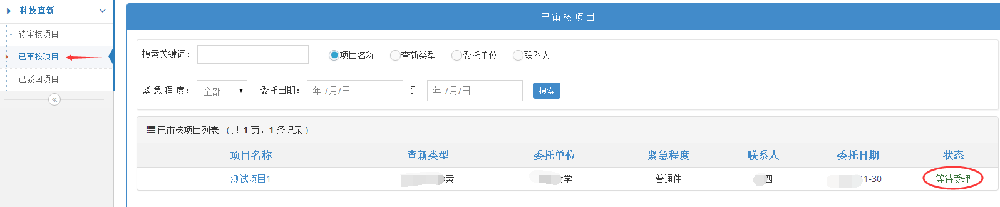 科技查新
待审核项目
已审核项目
已驳回项目
已审核项目
搜索关键词： 项目名称 查新类型 委托单位 联系人
紧 急 程 度： 全部 委托日期： 年 /月/日 到 年 /月/日 搜索
已审核项目列表 （ 共 1 页，1 条记录 ）
项目名称 查新类型 委托单位 紧急程度 联系人 委托日期 状态
测试项目1 索 学 普通件 四 11-30 等待受理